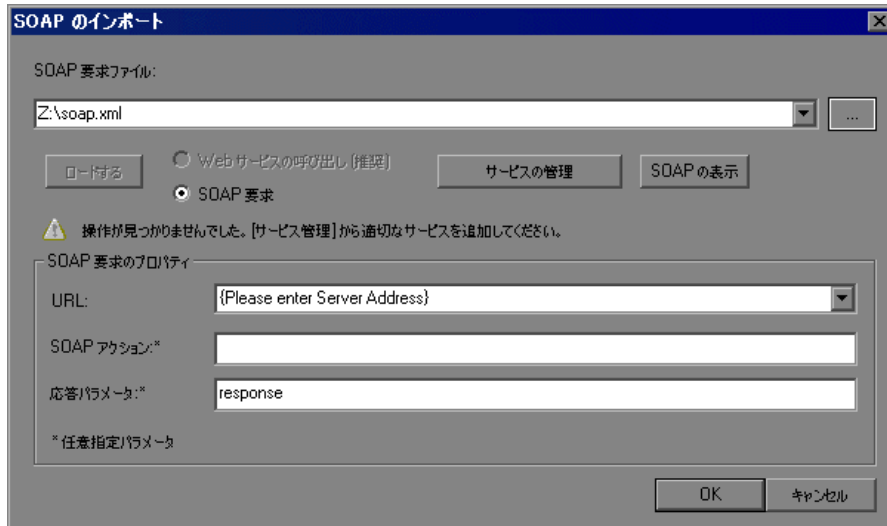 SOAP のインポート
SOAP 要求ファイル:
Z:\soap.xml
...
ロードする
Web サービスの呼び出し (推奨)
サービスの管理
SOAP の表示
SOAP 要求
操作が見つかりませんでした。[サービス管理]から適切なサービスを追加してください。
SOAP 要求のプロパティ
URL:
{Please enter Server Address}
SOAP アクション:*
応答パラメータ:*
response
*任意指定パラメータ
OK
キャンセル